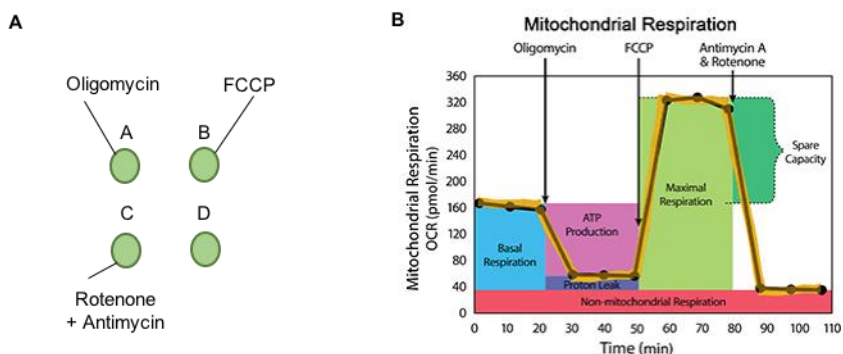 A
Oligomycin
FCCP
A
B
C
D
Rotenone
+ Antimycin
B
Mitochondrial Respiration
Oligomycin
FCCP
Antimycin A
& Rotenone
Mitochondrial Respiration
OCR (pmol/min)
360
320
280
240
200
160
120
80
40
0
Basal
Respiration
ATP
Production
Proton Leak
Maximal
Respiration
Spare
Capacity
Non-mitochondrial Respiration
0 10 20 30 40 50 60 70 80 90 100 110
Time (min)